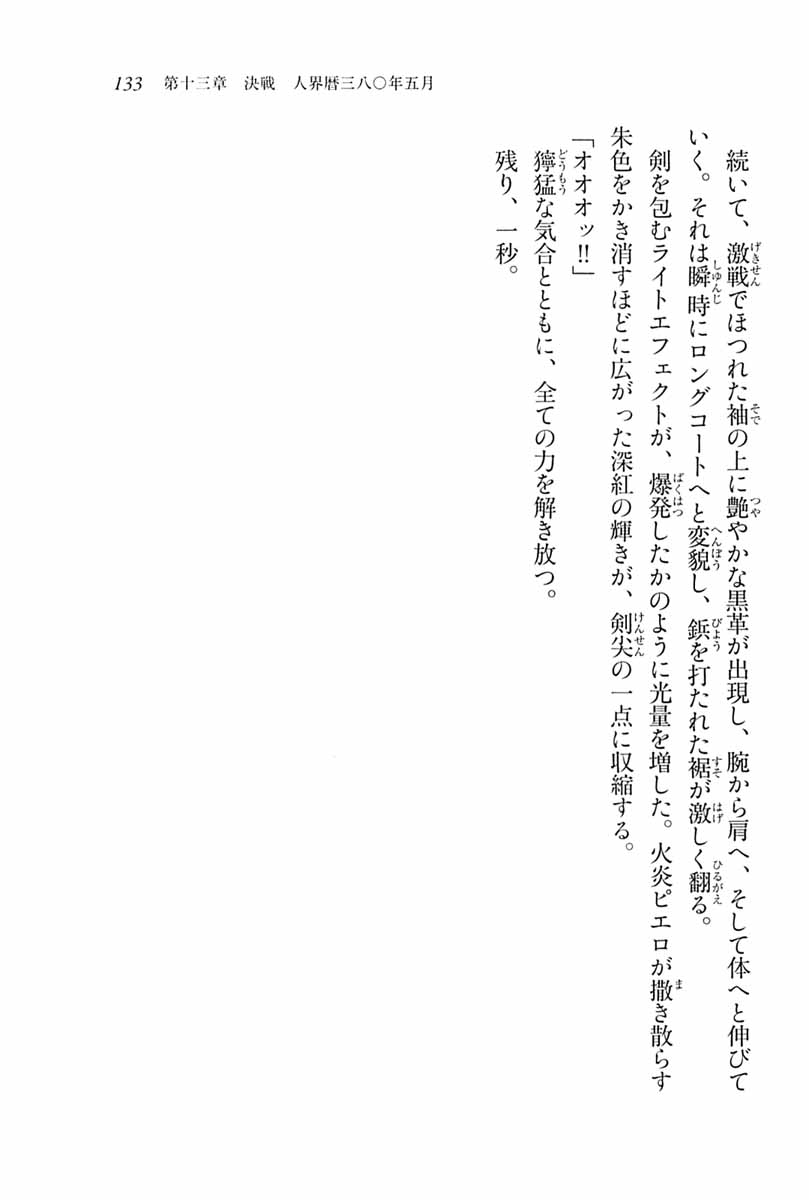 133 第十三章 決戦 人界暦三八〇年五月
続いて、激戦でほつれた袖の上に艶やかな黒革が出現し、腕から肩へ、そして体へと伸びて
いく。それは瞬時にロングコートへと変貌し、鋲を打たれた裾が激しく翻る。
剣を包むライトエフェクトが、爆発したかのように光量を増した。火炎ピエロが撒き散らす
朱色をかき消すほどに広がった深紅の輝きが、剣尖の一点に収縮する。
「オオオッ!!」
獰猛な気合とともに、全ての力を解き放つ。
残り、一秒。